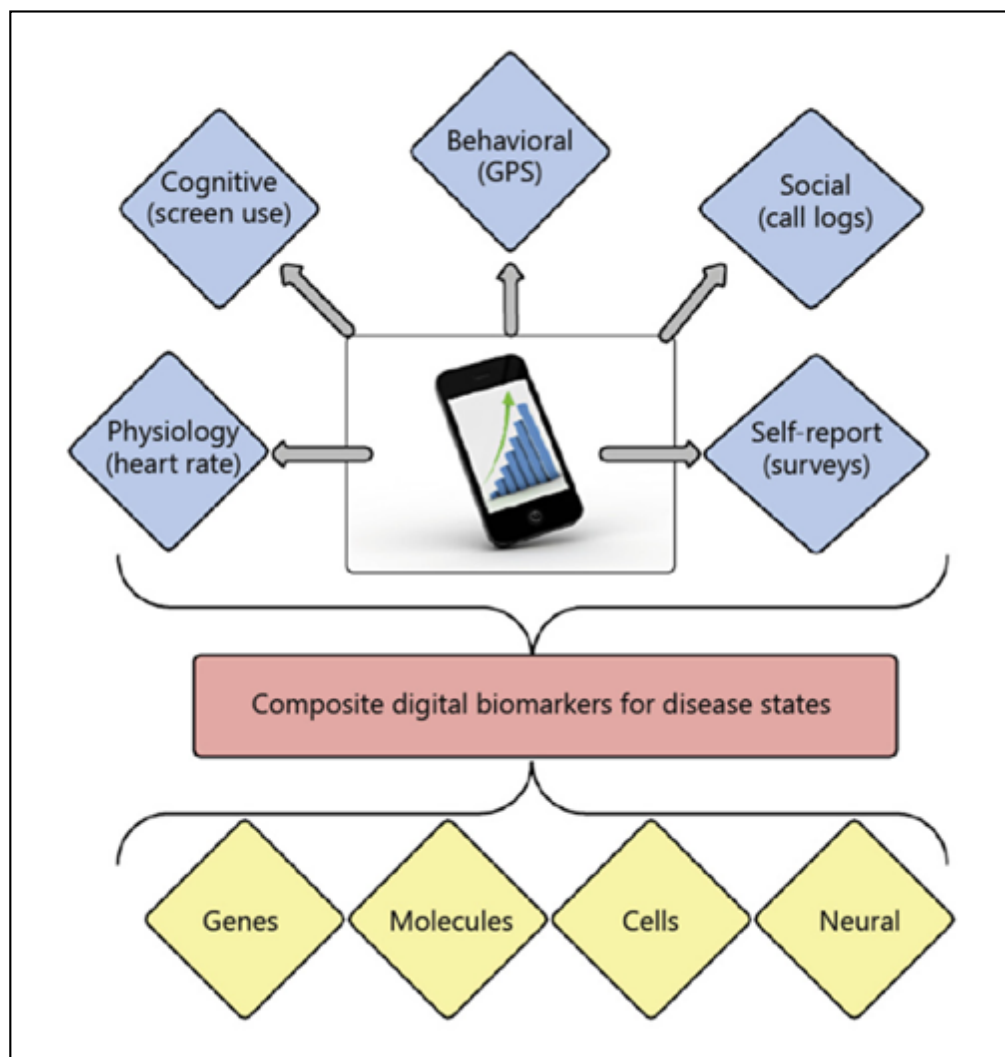 Behavioral
(GPS)
Cognitive
(screen use)
Social
(call logs)
Physiology
(heart rate)
Self-report
(surveys)
Composite digital biomarkers for disease states
Genes
Molecules
Cells
Neural